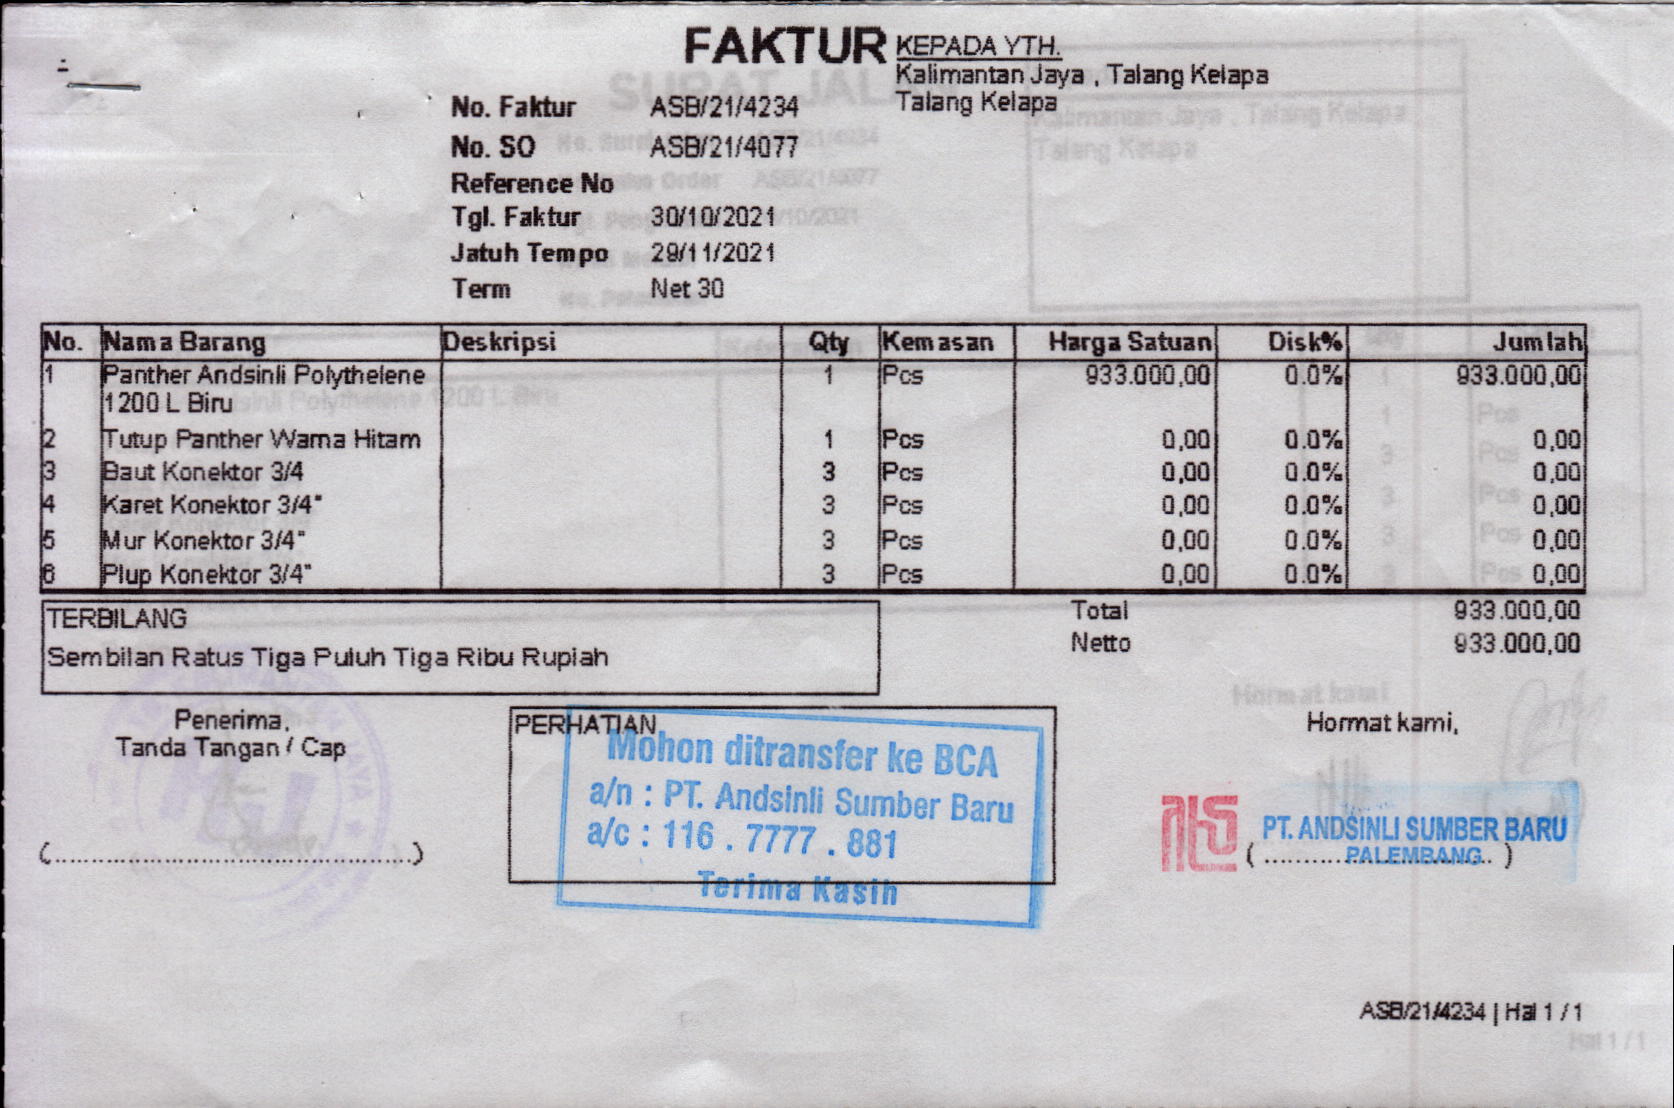 FAKTUR
KEPADA YTH.
Kalimantan Jaya , Talang Kelapa
Talang Kelapa
No. Faktur ASB/21/4234
No. SO ASB/21/4077
Reference No
Tgl. Faktur 30/10/2021
Jatuh Tempo 29/11/2021
Term Net 30
No. Nama Barang Deskripsi Qty Kemasan Harga Satuan Disk% Jumlah
1 Panther Andsinli Polythelene 1 Pcs 933.000,00 0.0% 933.000,00
1200 L Biru
2 Tutup Panther Warna Hitam 1 Pcs 0,00 0.0% 0,00
3 Baut Konektor 3/4 3 Pcs 0,00 0.0% 0,00
4 Karet Konektor 3/4" 3 Pcs 0,00 0.0% 0,00
5 Mur Konektor 3/4" 3 Pcs 0,00 0.0% 0,00
6 Plup Konektor 3/4" 3 Pcs 0,00 0.0% 0,00
TERBILANG
Sembilan Ratus Tiga Puluh Tiga Ribu Rupiah
Total 933.000,00
Netto 933.000,00
Penerima,
Tanda Tangan / Cap
(........................................)
PERHATIAN
Mohon ditransfer ke BCA
a/n : PT. Andsinli Sumber Baru
a/c : 116 . 7777 . 881
Terima Kasih
Hormat kami,
PT. ANDSINLI SUMBER BARU
PALEMBANG
ASB/21/4234 | Hal 1 / 1